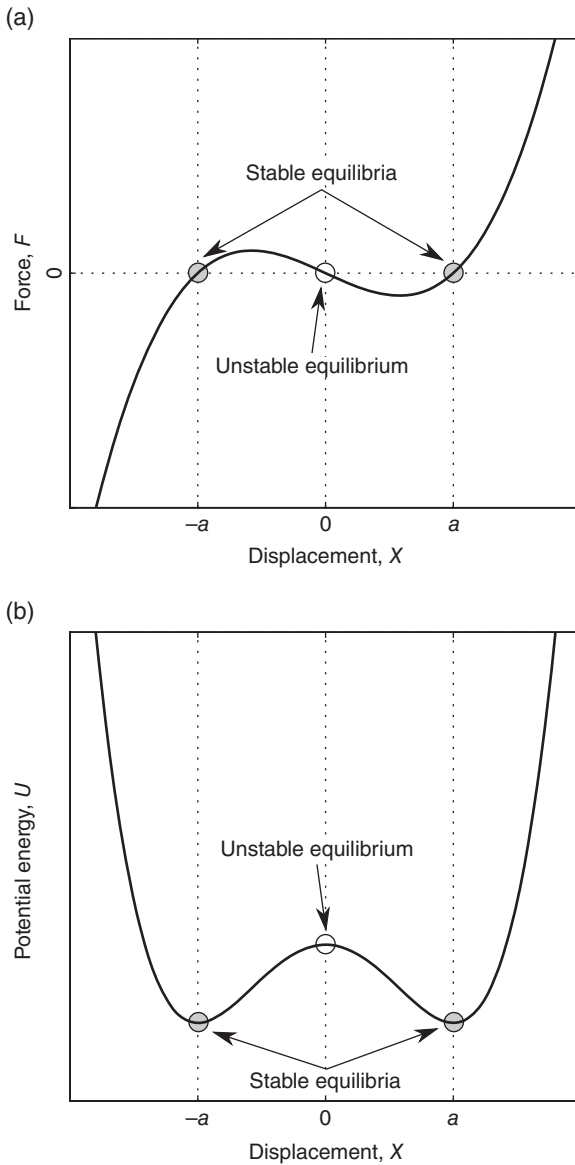 (a)
Stable equilibria
0
Force, F
Unstable equilibrium
–a
0
a
Displacement, X
(b)
Potential energy, U
Unstable equilibrium
Stable equilibria
–a
0
a
Displacement, X